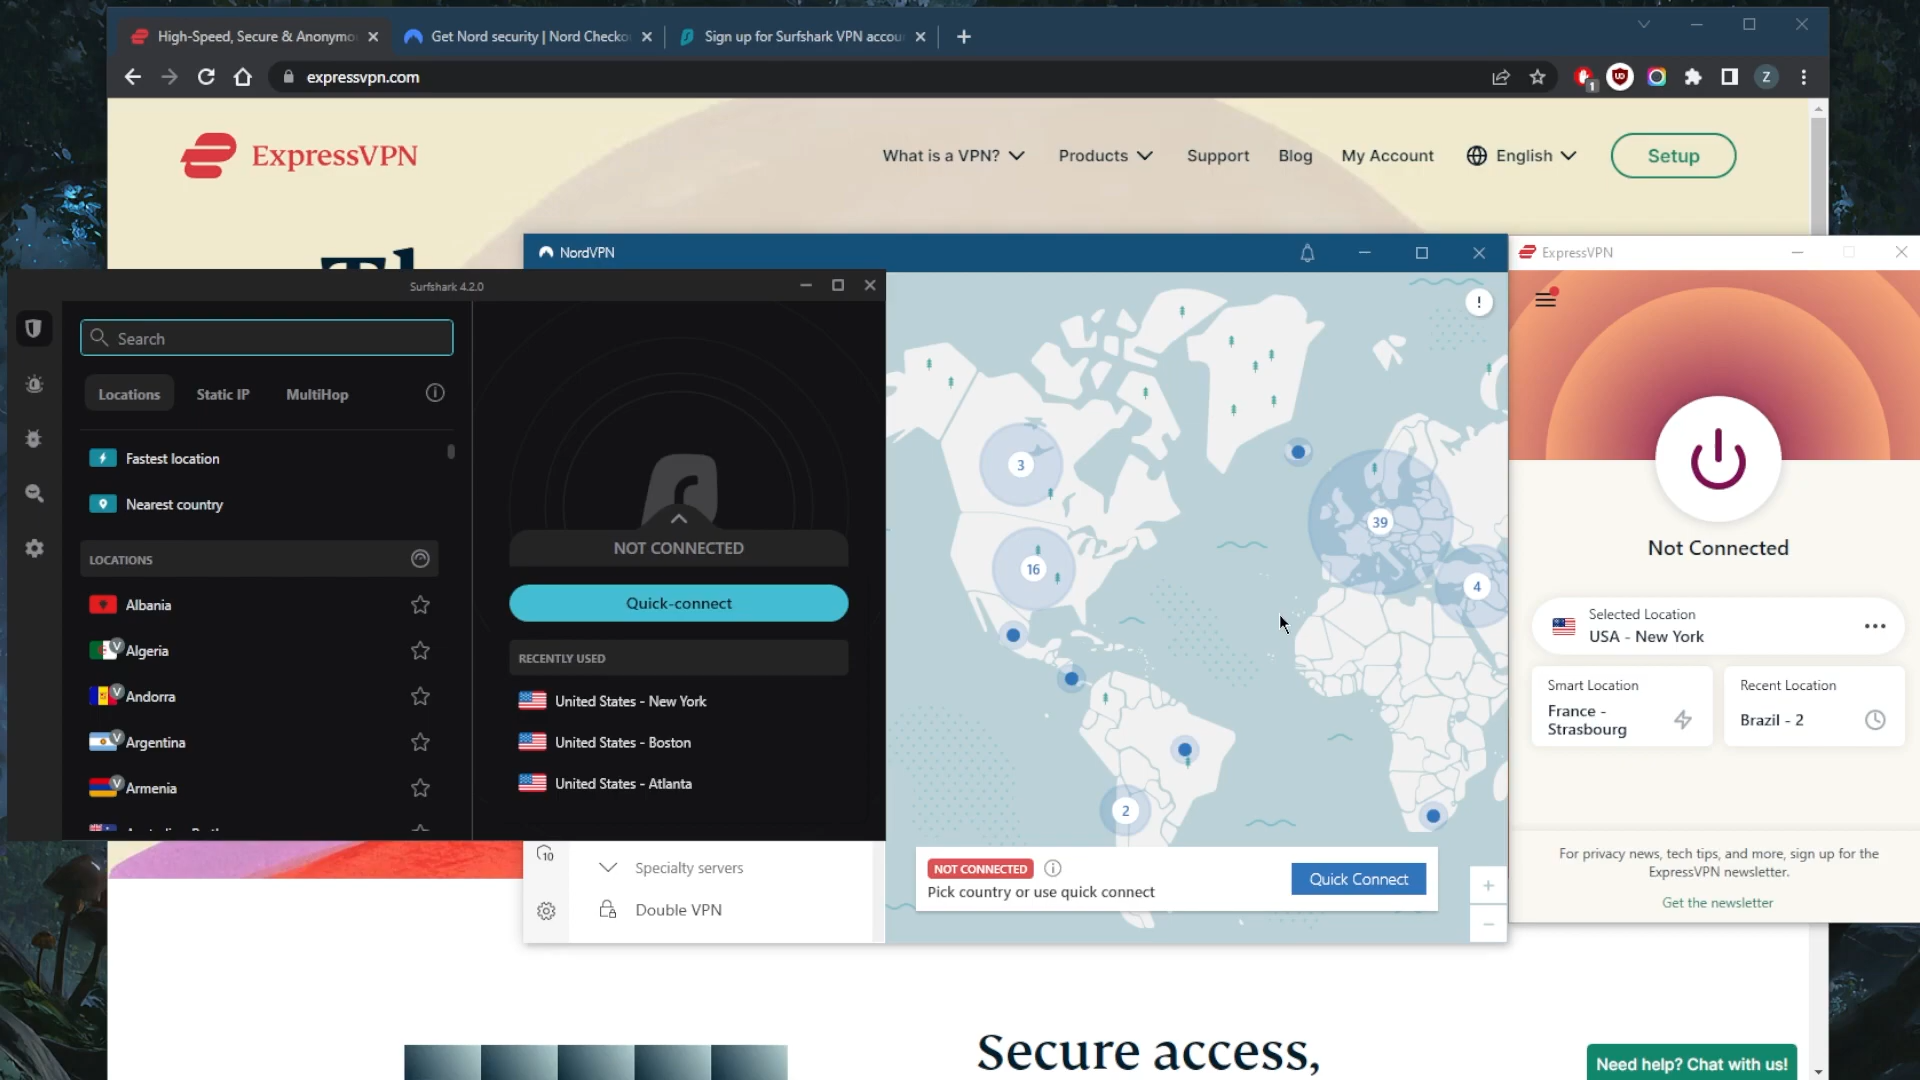 High-Speed, Secure & Anonymo
Get Nord security | Nord Checko
Sign up for Surfshark VPN accou
expressvpn.com
1
Z
ExpressVPN
What is a VPN?
Products
Support
Blog
My Account
English
Setup
NordVPN
ExpressVPN
Surfshark 4.2.0
Search
Locations
Static IP
MultiHop
Fastest location
Nearest country
LOCATIONS
Albania
Algeria
Andorra
Argentina
Armenia
NOT CONNECTED
Quick-connect
RECENTLY USED
United States - New York
United States - Boston
United States - Atlanta
10
Specialty servers
Double VPN
3
16
39
4
2
NOT CONNECTED
Pick country or use quick connect
Quick Connect
Not Connected
Selected Location
USA - New York
Smart Location
France -
Strasbourg
Recent Location
Brazil - 2
For privacy news, tech tips, and more, sign up for the
ExpressVPN newsletter.
Get the newsletter
Secure access,
Need help? Chat with us!